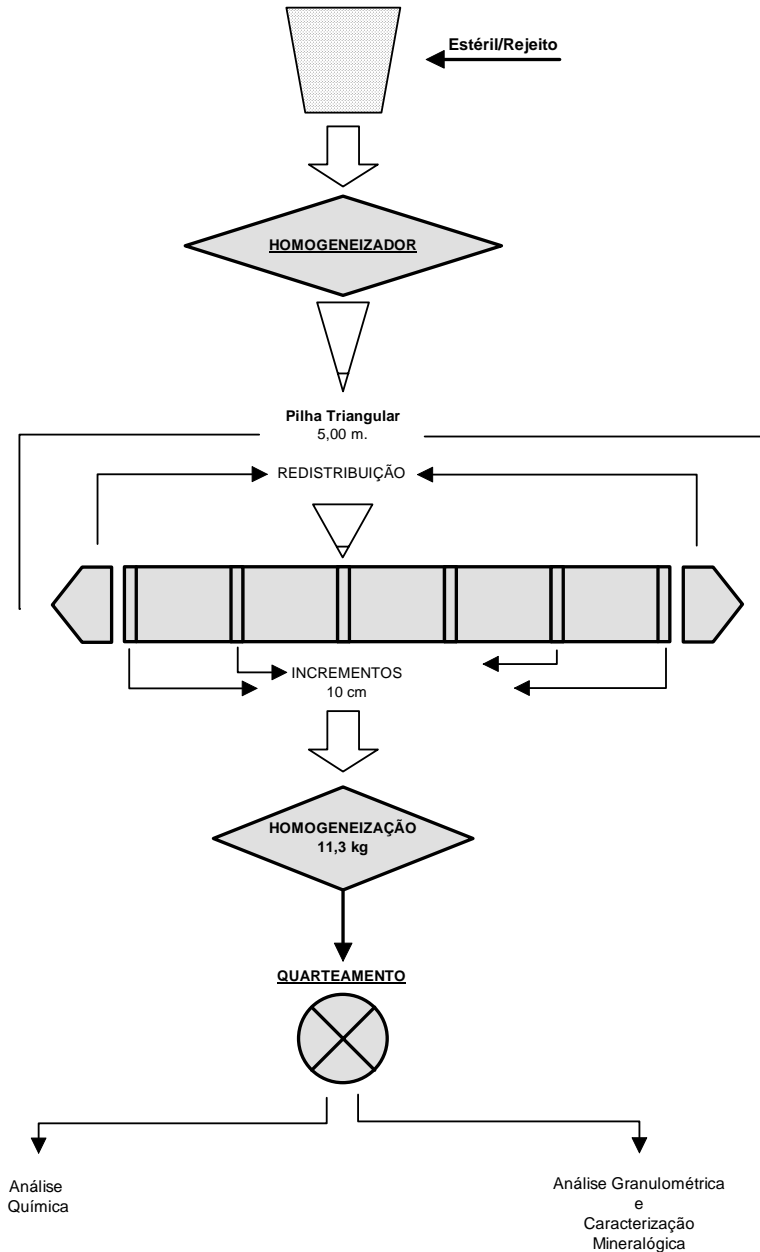 Estéril/Rejeito
HOMOGENEIZADOR
Pilha Triangular
5,00 m.
REDISTRIBUIÇÃO
INCREMENTOS
10 cm
HOMOGENEIZAÇÃO
11,3 kg
QUARTEAMENTO
Análise
Química
Análise Granulométrica
e
Caracterização
Mineralógica